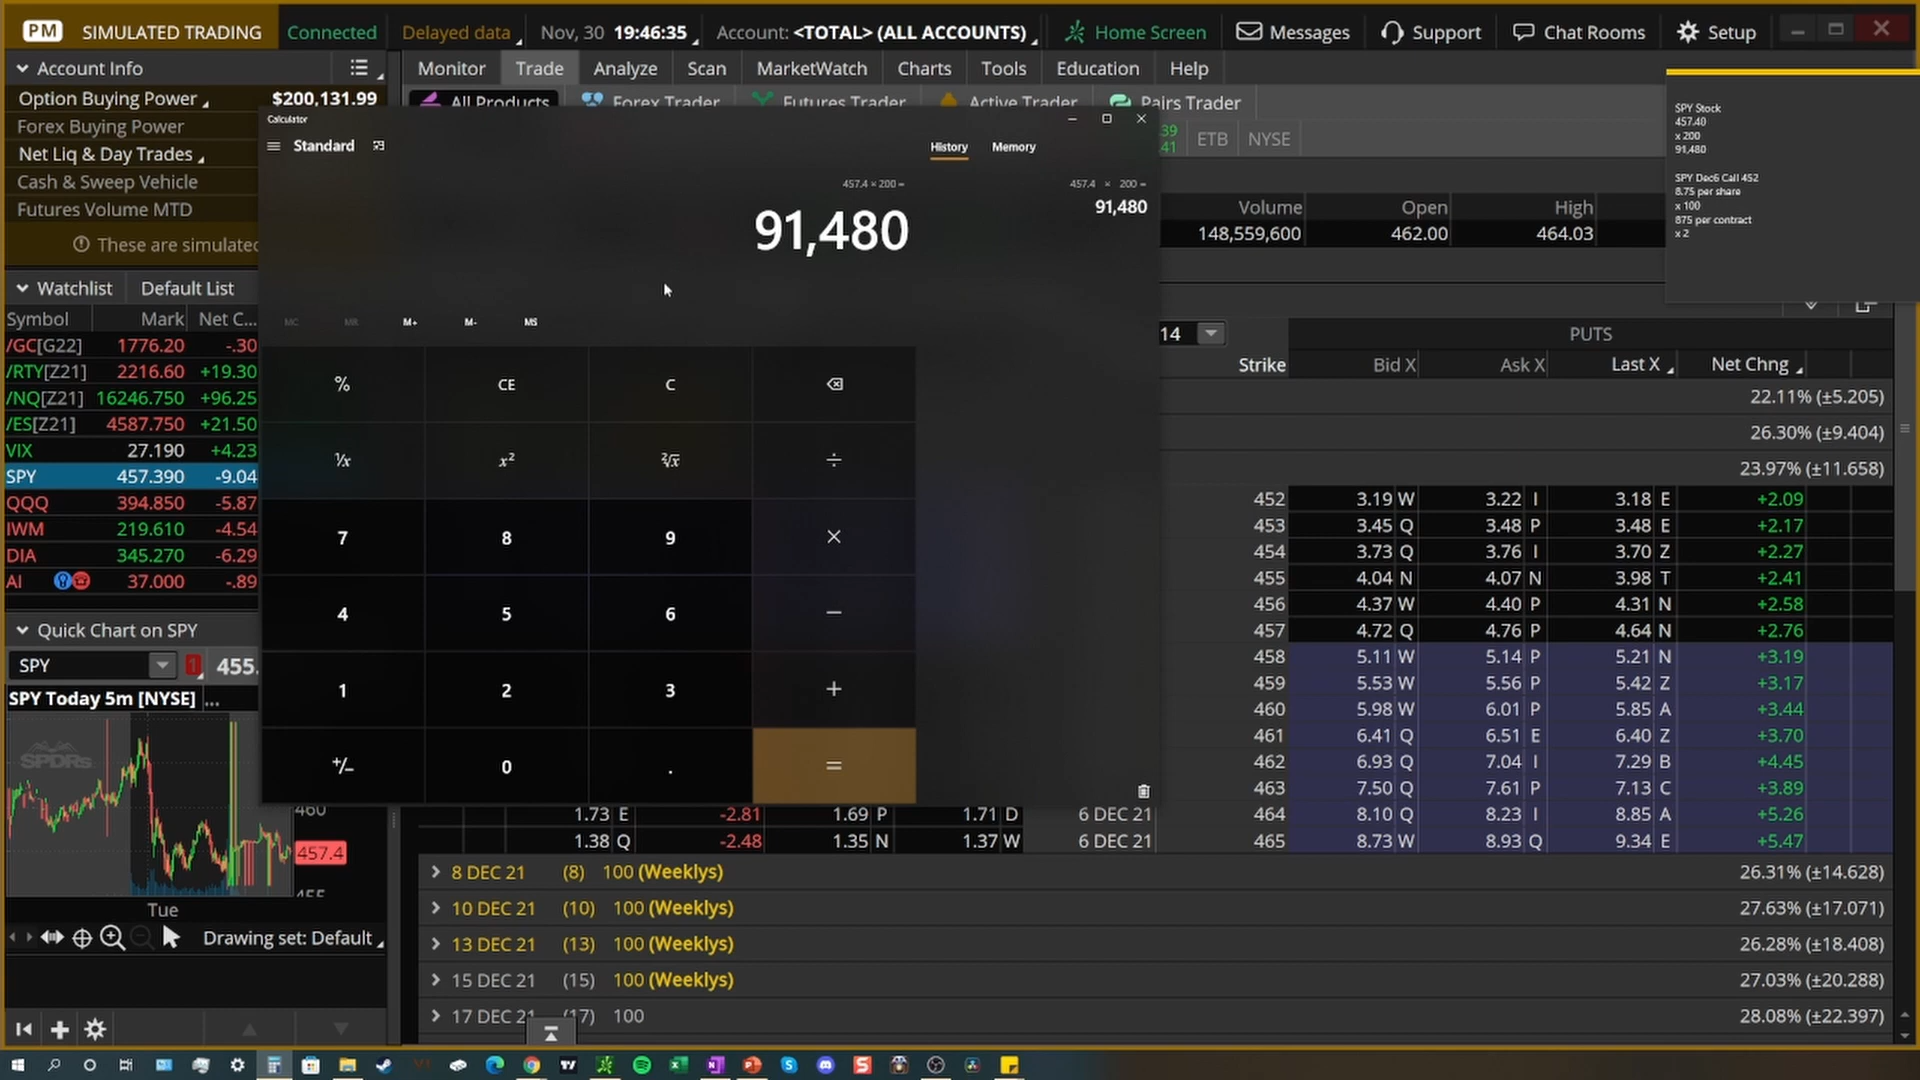 PM SIMULATED TRADING Connected Delayed data Nov, 30 19:46:35 Account: <TOTAL> (ALL ACCOUNTS) Home Screen Messages Support Chat Rooms Setup
Account Info
Monitor Trade Analyze Scan MarketWatch Charts Tools Education Help
Option Buying Power $200,131.99
All Products Forex Trader Futures Trader Active Trader Pairs Trader
Forex Buying Power
Net Liq & Day Trades
Cash & Sweep Vehicle
Futures Volume MTD
These are simulated
Calculator
Standard
History Memory
457.4 × 200 =
91,480
457.4 × 200 =
91,480
MC MR M+ M- MS
% CE C
¹/x x² ²√x ÷
7 8 9 ×
4 5 6 −
1 2 3 +
+/− 0 . =
39
41
ETB NYSE
SPY Stock
457.40
x 200
91,480
SPY Dec6 Call 452
8.75 per share
x 100
875 per contract
x 2
Volume Open High
148,559,600 462.00 464.03
Watchlist Default List
Symbol Mark Net C...
/GC[G22] 1776.20 -.30
/RTY[Z21] 2216.60 +19.30
/NQ[Z21] 16246.750 +96.25
/ES[Z21] 4587.750 +21.50
VIX 27.190 +4.23
SPY 457.390 -9.04
QQQ 394.850 -5.87
IWM 219.610 -4.54
DIA 345.270 -6.29
AI 37.000 -.89
Quick Chart on SPY
SPY 1 455.
SPY Today 5m [NYSE] ...
SPDRs
460
457.4
455
Tue
Drawing set: Default
14 PUTS
Strike Bid X Ask X Last X Net Chng
22.11% (±5.205)
26.30% (±9.404)
23.97% (±11.658)
452 3.19 W 3.22 I 3.18 E +2.09
453 3.45 Q 3.48 P 3.48 E +2.17
454 3.73 Q 3.76 I 3.70 Z +2.27
455 4.04 N 4.07 N 3.98 T +2.41
456 4.37 W 4.40 P 4.31 N +2.58
457 4.72 Q 4.76 P 4.64 N +2.76
458 5.11 W 5.14 P 5.21 N +3.19
459 5.53 W 5.56 P 5.42 Z +3.17
460 5.98 W 6.01 P 5.85 A +3.44
461 6.41 Q 6.51 E 6.40 Z +3.70
462 6.93 Q 7.04 I 7.29 B +4.45
463 7.50 Q 7.61 P 7.13 C +3.89
1.73 E -2.81 1.69 P 1.71 D 6 DEC 21 464 8.10 Q 8.23 I 8.85 A +5.26
1.38 Q -2.48 1.35 N 1.37 W 6 DEC 21 465 8.73 W 8.93 Q 9.34 E +5.47
8 DEC 21 (8) 100 (Weeklys) 26.31% (±14.628)
10 DEC 21 (10) 100 (Weeklys) 27.63% (±17.071)
13 DEC 21 (13) 100 (Weeklys) 26.28% (±18.408)
15 DEC 21 (15) 100 (Weeklys) 27.03% (±20.288)
17 DEC 21 (17) 100 28.08% (±22.397)